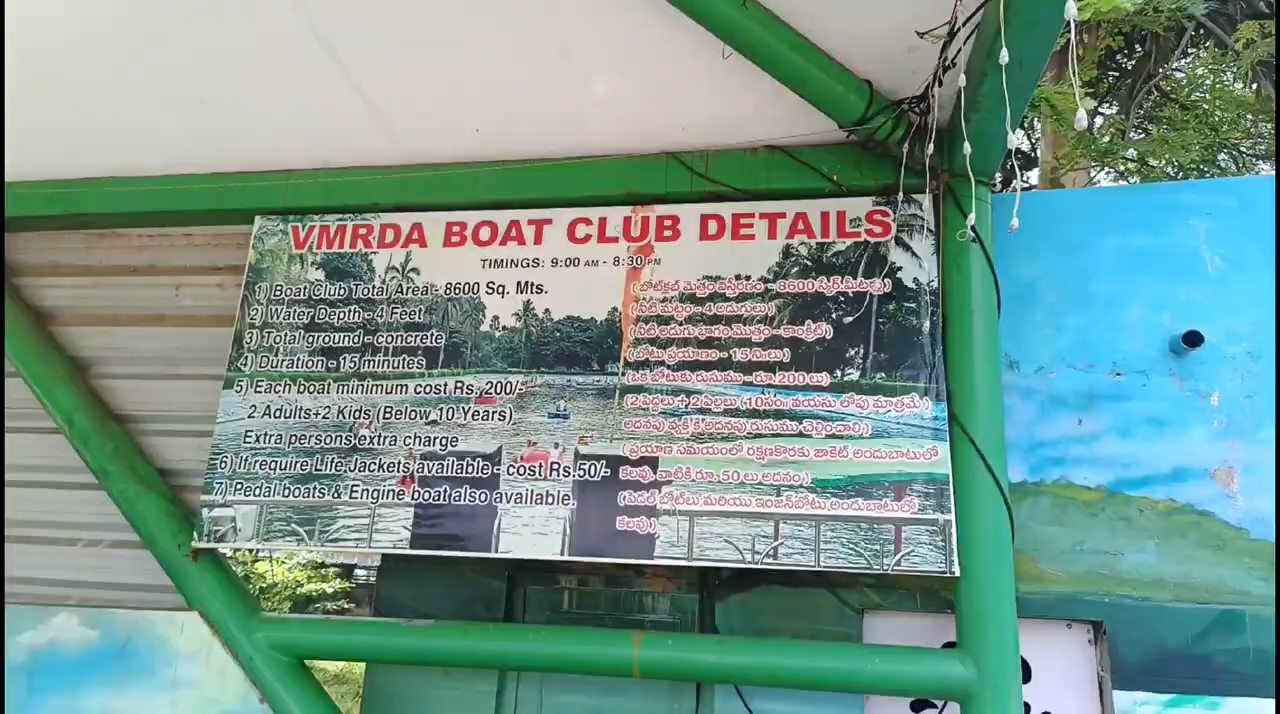 VMRDA BOAT CLUB DETAILS
TIMINGS: 9:00 AM - 8:30 PM
1) Boat Club Total Area - 8600 Sq. Mts.
2) Water Depth - 4 Feet
3) Total ground - concrete
4) Duration - 15 minutes
5) Each boat minimum cost Rs. 200/-
2 Adults+2 Kids (Below 10 Years)
Extra persons extra charge
6) If require Life Jackets available - cost Rs.50/-
7) Pedal boats & Engine boat also available.
(బోట్‌క్లబ్ మొత్తం విస్తీరణం - 8600 స్క్వేర్.మీటర్లు)
(నీటి మట్టం - 4 అడుగులు)
(నీటి అడుగు భాగం మొత్తం - కాంక్రీట్)
(బోటు ప్రయాణం - 15 ని॥లు)
(ఒక బోటుకు రుసుము - రూ.200 లు)
(2 పెద్దలు + 2 పిల్లలు (10సం॥ వయసు లోపు మాత్రమే)
అదనపు వ్యక్తికి అదనపు రుసుము చెల్లించాలి)
(ప్రయాణ సమయంలో రక్షణకొరకు జాకెట్ అందుబాటులో
కలవు. వాటికి రూ. 50 లు అదనం)
(పెడల్ బోట్‌లు మరియు ఇంజన్‌బోటు అందుబాటులో
కలవు)